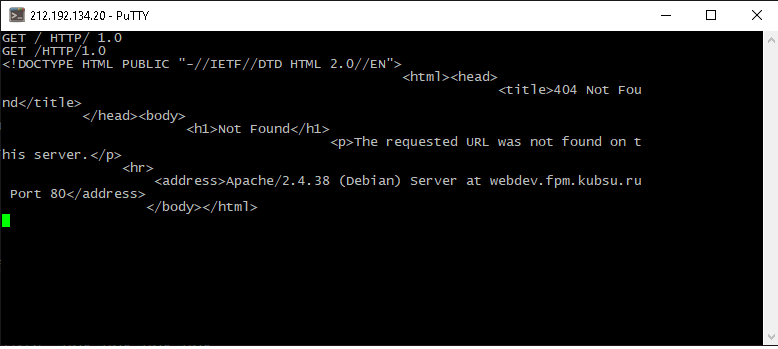 212.192.134.20 - PuTTY
GET / HTTP/ 1.0
GET /HTTP/1.0
<!DOCTYPE HTML PUBLIC "-//IETF//DTD HTML 2.0//EN">
<html><head>
<title>404 Not Fou
nd</title>
</head><body>
<h1>Not Found</h1>
<p>The requested URL was not found on t
his server.</p>
<hr>
<address>Apache/2.4.38 (Debian) Server at webdev.fpm.kubsu.ru
Port 80</address>
</body></html>